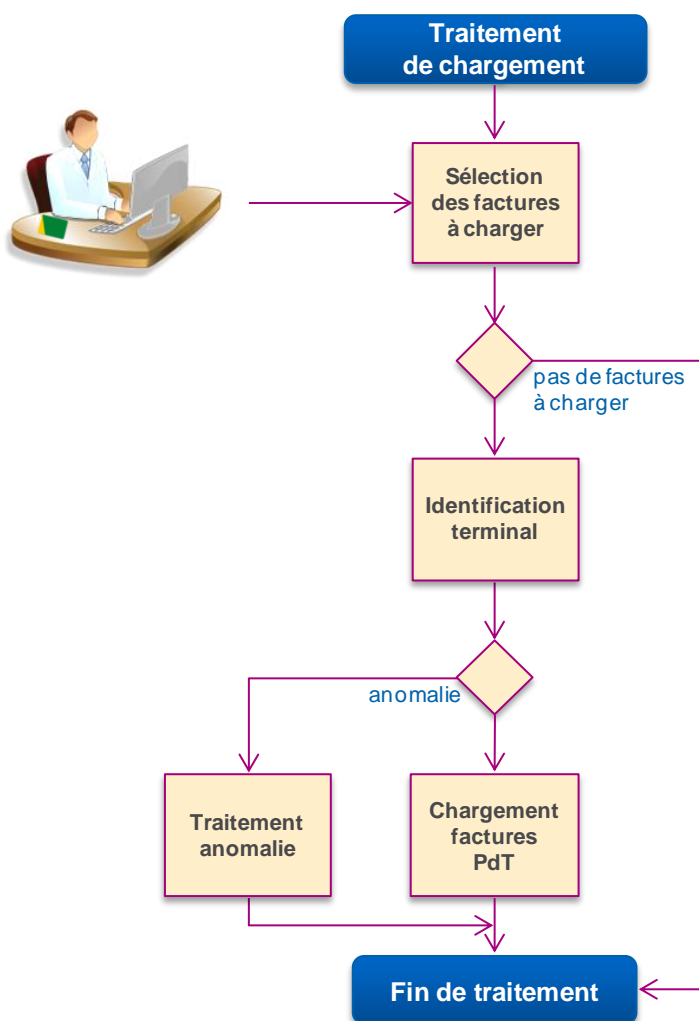 Traitement
de chargement
Sélection
des factures
à charger
pas de factures
à charger
Identification
terminal
anomalie
Traitement
anomalie
Chargement
factures
PdT
Fin de traitement